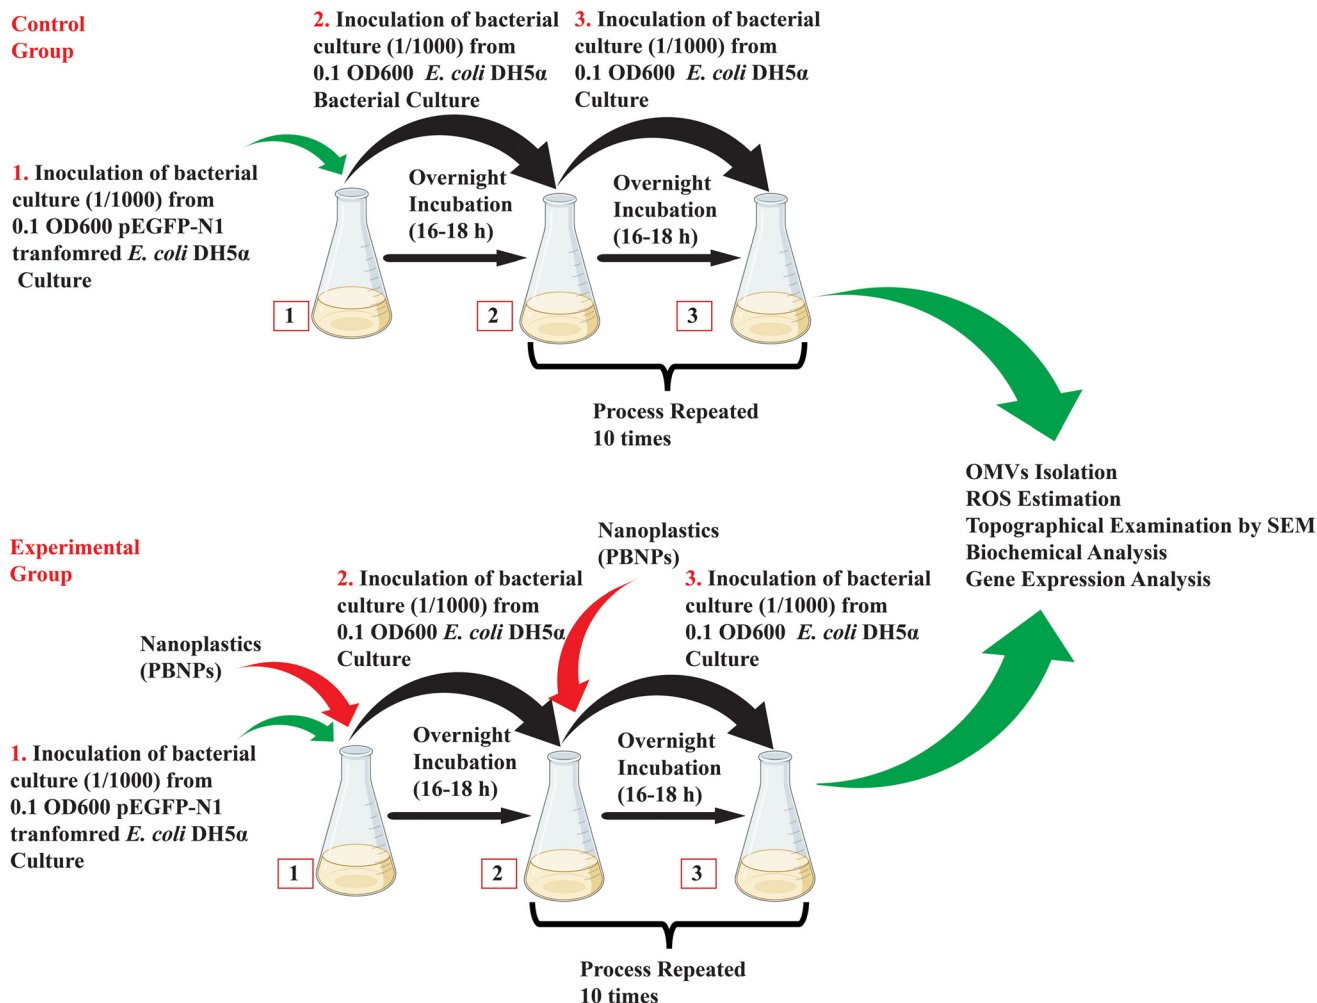 Control
Group
2. Inoculation of bacterial
culture (1/1000) from
0.1 OD600 E. coli DH5α
Bacterial Culture
3. Inoculation of bacterial
culture (1/1000) from
0.1 OD600 E. coli DH5α
Culture
1. Inoculation of bacterial
culture (1/1000) from
0.1 OD600 pEGFP-N1
tranfomred E. coli DH5α
Culture
Overnight
Incubation
(16-18 h)
Overnight
Incubation
(16-18 h)
1
2
3
Process Repeated
10 times
OMVs Isolation
ROS Estimation
Topographical Examination by SEM
Biochemical Analysis
Gene Expression Analysis
Experimental
Group
Nanoplastics
(PBNPs)
2. Inoculation of bacterial
culture (1/1000) from
0.1 OD600 E. coli DH5α
Culture
Nanoplastics
(PBNPs)
3. Inoculation of bacterial
culture (1/1000) from
0.1 OD600 E. coli DH5α
Culture
1. Inoculation of bacterial
culture (1/1000) from
0.1 OD600 pEGFP-N1
tranfomred E. coli DH5α
Culture
Overnight
Incubation
(16-18 h)
Overnight
Incubation
(16-18 h)
1
2
3
Process Repeated
10 times